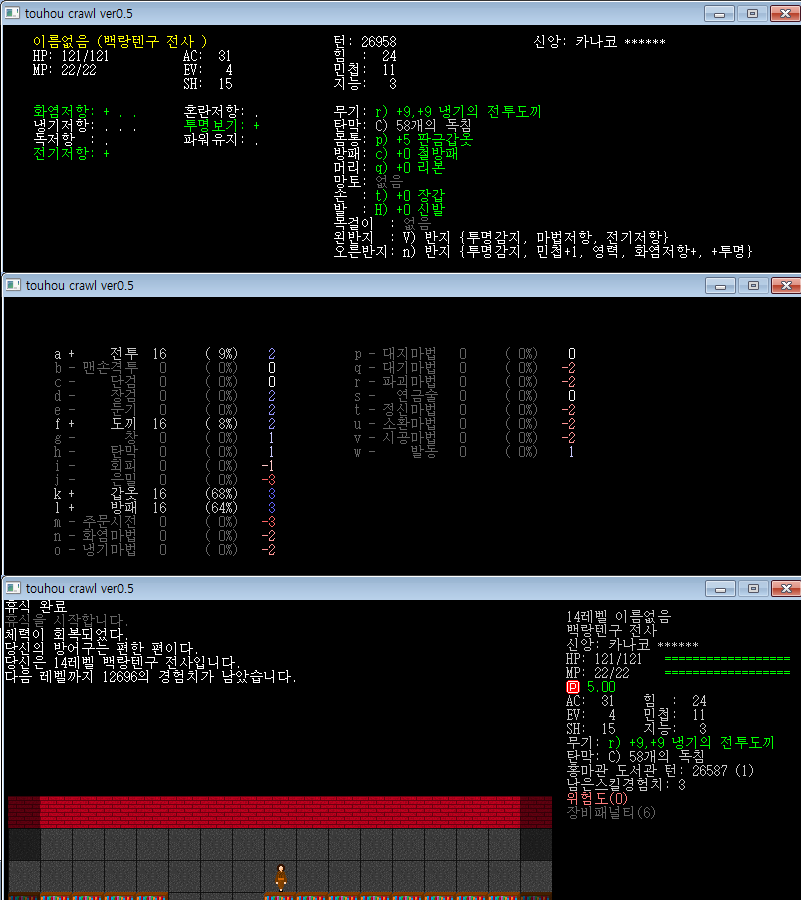 touhou crawl ver0.5
이름없음 (백랑텐구 전사 ) 턴: 26958 신앙: 카나코 ******
HP: 121/121 AC: 31 힘 : 24
MP: 22/22 EV: 4 민첩: 11
SH: 15 지능: 3
화염저항: + . . 혼란저항: . 무기: r) +9,+9 냉기의 전투도끼
냉기저항: . . . 투명보기: + 탄막: C) 58개의 독침
독저항 : . 파워유지: . 몸통: p) +5 판금갑옷
전기저항: + 방패: c) +0 철방패
머리: q) +0 리본
망토: 없음
손 : t) +0 장갑
발 : H) +0 신발
목걸이 : 없음
왼반지 : V) 반지 {투명감지, 마법저항, 전기저항}
오른반지: n) 반지 {투명감지, 민첩+1, 영력, 화염저항+, +투명}
touhou crawl ver0.5
a + 전투 16 ( 9%) 2 p - 대지마법 0 ( 0%) 0
b - 맨손격투 0 ( 0%) 0 q - 대기마법 0 ( 0%) -2
c - 단검 0 ( 0%) 0 r - 파괴마법 0 ( 0%) -2
d - 장검 0 ( 0%) 2 s - 연금술 0 ( 0%) 0
e - 둔기 0 ( 0%) 2 t - 정신마법 0 ( 0%) -2
f + 도끼 16 ( 8%) 2 u - 소환마법 0 ( 0%) -2
g - 창 0 ( 0%) 1 v - 시공마법 0 ( 0%) -2
h - 탄막 0 ( 0%) 1 w - 발동 0 ( 0%) 1
i - 회피 0 ( 0%) -1
j - 은밀 0 ( 0%) -3
k + 갑옷 16 (68%) 3
l + 방패 16 (64%) 3
m - 주문시전 0 ( 0%) -3
n - 화염마법 0 ( 0%) -2
o - 냉기마법 0 ( 0%) -2
touhou crawl ver0.5
휴식 완료
휴식을 시작합니다.
체력이 회복되었다.
당신의 방어구는 편한 편이다.
당신은 14레벨 백랑텐구 전사입니다.
다음 레벨까지 12696의 경험치가 남았습니다.
14레벨 이름없음
백랑텐구 전사
신앙: 카나코 ******
HP: 121/121 ==================
MP: 22/22 ==================
P 5.00
AC: 31 힘 : 24
EV: 4 민첩: 11
SH: 15 지능: 3
무기: r) +9,+9 냉기의 전투도끼
탄막: C) 58개의 독침
홍마관 도서관 턴: 26587 (1)
남은스킬경험치: 3
위험도(0)
장비패널티(6)